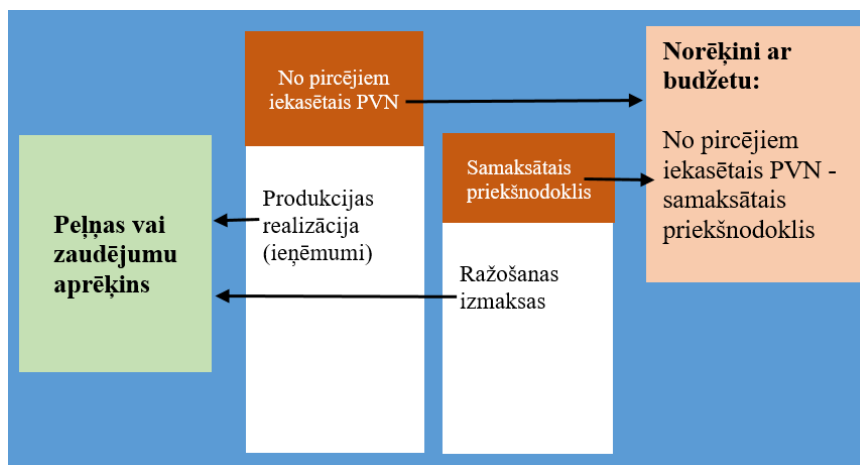 No pircējiem
iekasētais PVN
Norēķini ar
budžetu:
No pircējiem
iekasētais PVN -
samaksātais
priekšnodoklis
Samaksātais
priekšnodoklis
Peļņas vai
zaudējumu
aprēķins
Produkcijas
realizācija
(ieņēmumi)
Ražošanas
izmaksas